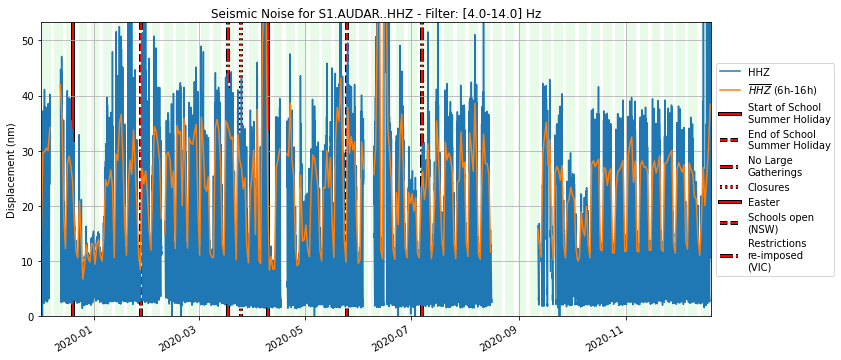 Seismic Noise for S1.AUDAR..HHZ - Filter: [4.0-14.0] Hz
50
40
30
20
10
0
Displacement (nm)
2020-01
2020-03
2020-05
2020-07
2020-09
2020-11
HHZ
HHZ (6h-16h)
Start of School
Summer Holiday
End of School
Summer Holiday
No Large
Gatherings
Closures
Easter
Schools open
(NSW)
Restrictions
re-imposed
(VIC)